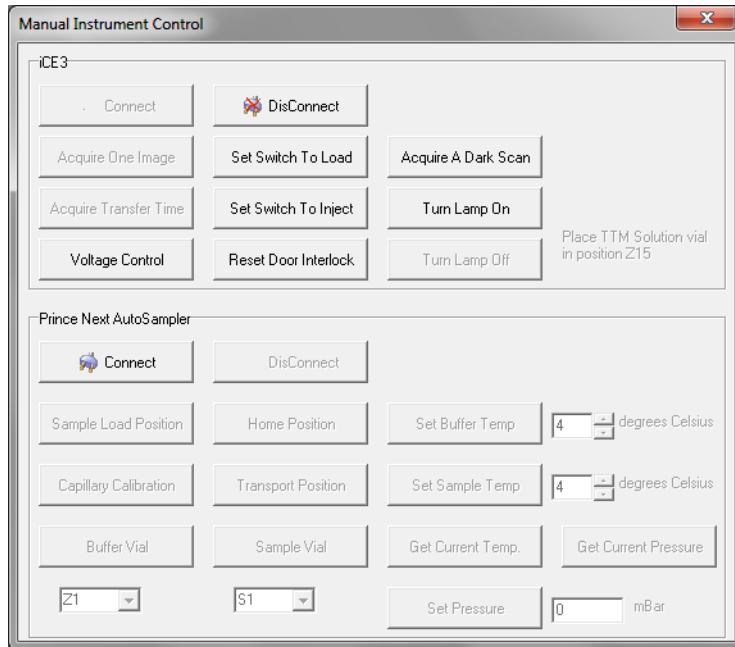 Manual Instrument Control
iCE3
Connect
DisConnect
Acquire One Image
Set Switch To Load
Acquire A Dark Scan
Acquire Transfer Time
Set Switch To Inject
Turn Lamp On
Place TTM Solution vial
in position Z15
Voltage Control
Reset Door Interlock
Turn Lamp Off
Prince Next AutoSampler
Connect
DisConnect
Sample Load Position
Home Position
Set Buffer Temp
4
degrees Celsius
Capillary Calibration
Transport Position
Set Sample Temp
4
degrees Celsius
Buffer Vial
Sample Vial
Get Current Temp.
Get Current Pressure
Z1
S1
Set Pressure
0
mBar